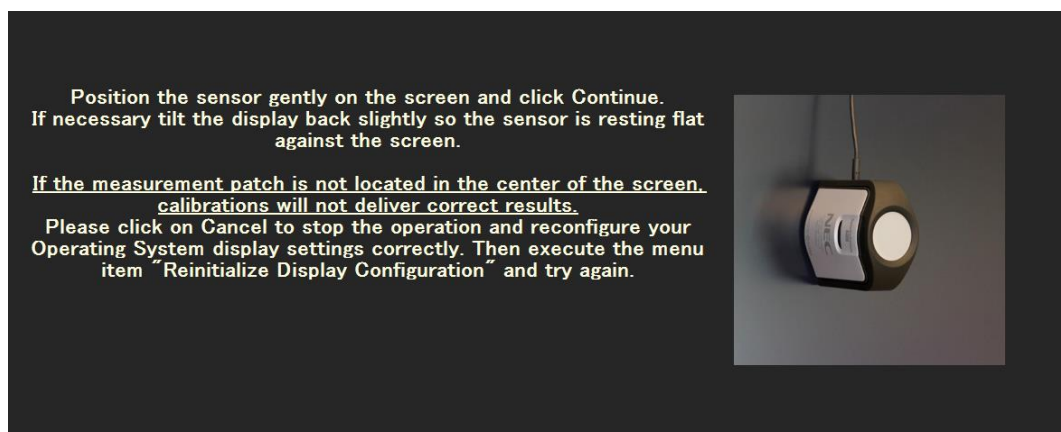 Position the sensor gently on the screen and click Continue.
If necessary tilt the display back slightly so the sensor is resting flat
against the screen.
If the measurement patch is not located in the center of the screen,
calibrations will not deliver correct results.
Please click on Cancel to stop the operation and reconfigure your
Operating System display settings correctly. Then execute the menu
item "Reinitialize Display Configuration" and try again.
NEC